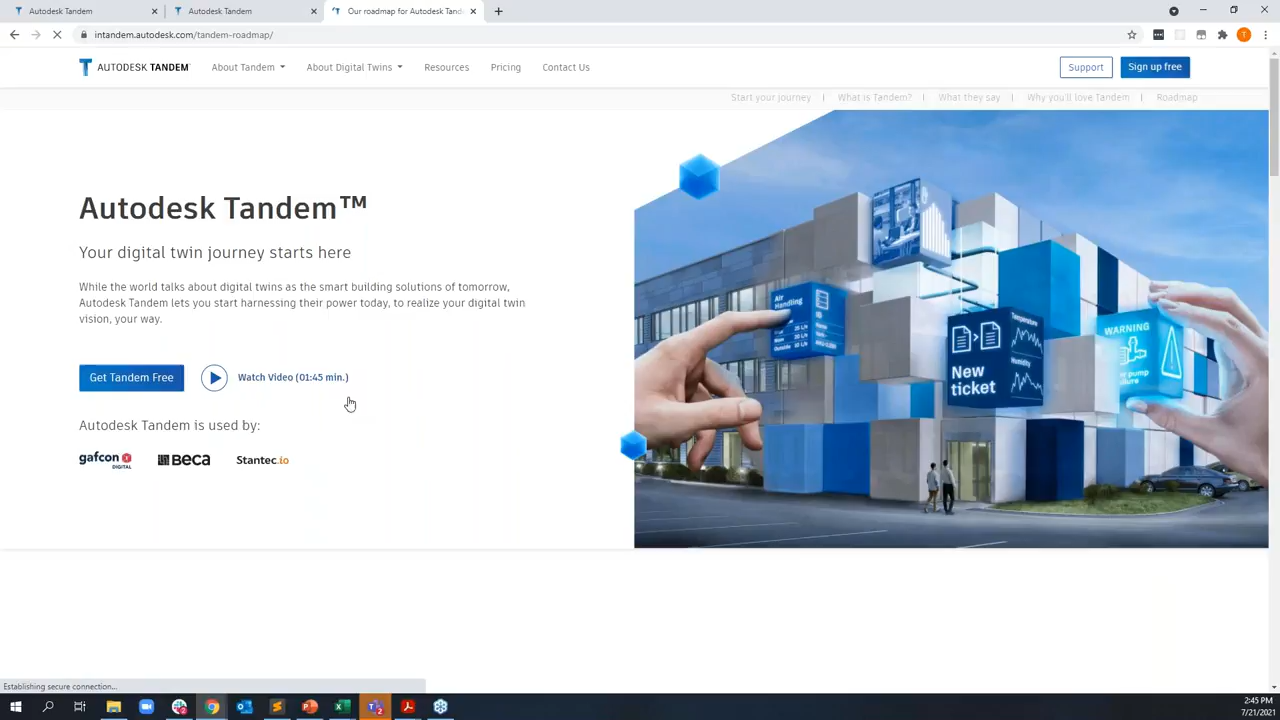 Autodesk Tandem
Autodesk Tandem
Our roadmap for Autodesk Tand
intandem.autodesk.com/tandem-roadmap/
T
AUTODESK TANDEM
About Tandem
About Digital Twins
Resources
Pricing
Contact Us
Support
Sign up free
Start your journey
What is Tandem?
What they say
Why you'll love Tandem
Roadmap
Autodesk Tandem™
Your digital twin journey starts here
While the world talks about digital twins as the smart building solutions of tomorrow,
Autodesk Tandem lets you start harnessing their power today, to realize your digital twin
vision, your way.
Get Tandem Free
Watch Video (01:45 min.)
Autodesk Tandem is used by:
gafcon
DIGITAL
BECA
Stantec.io
Air
Handling
New
ticket
Temperature
Humidity
WARNING
Establishing secure connection...
2:45 PM
7/21/2021